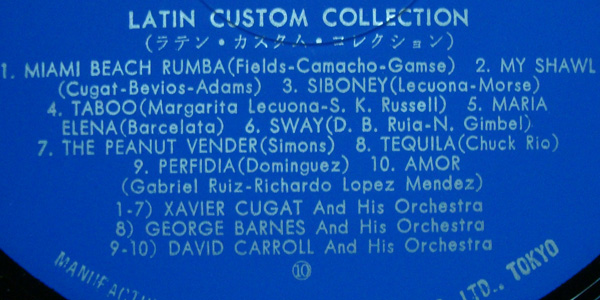 LATIN CUSTOM COLLECTION
(ラテン・カスタム・コレクション)
1. MIAMI BEACH RUMBA(Fields-Camacho-Gamse) 2. MY SHAWL
(Cugat-Bevios-Adams) 3. SIBONEY(Lecuona-Morse)
4. TABOO(Margarita Lecuona-S. K. Russell) 5. MARIA
ELENA(Barcelata) 6. SWAY(D. B. Ruia-N. Gimbel)
7. THE PEANUT VENDER(Simons) 8. TEQUILA(Chuck Rio)
9. PERFIDIA(Dominguez) 10. AMOR
(Gabriel Ruiz-Richardo Lopez Mendez)
1-7) XAVIER CUGAT And His Orchestra
8) GEORGE BARNES And His Orchestra
9-10) DAVID CARROLL And His Orchestra
⑩
LTD., TOKYO